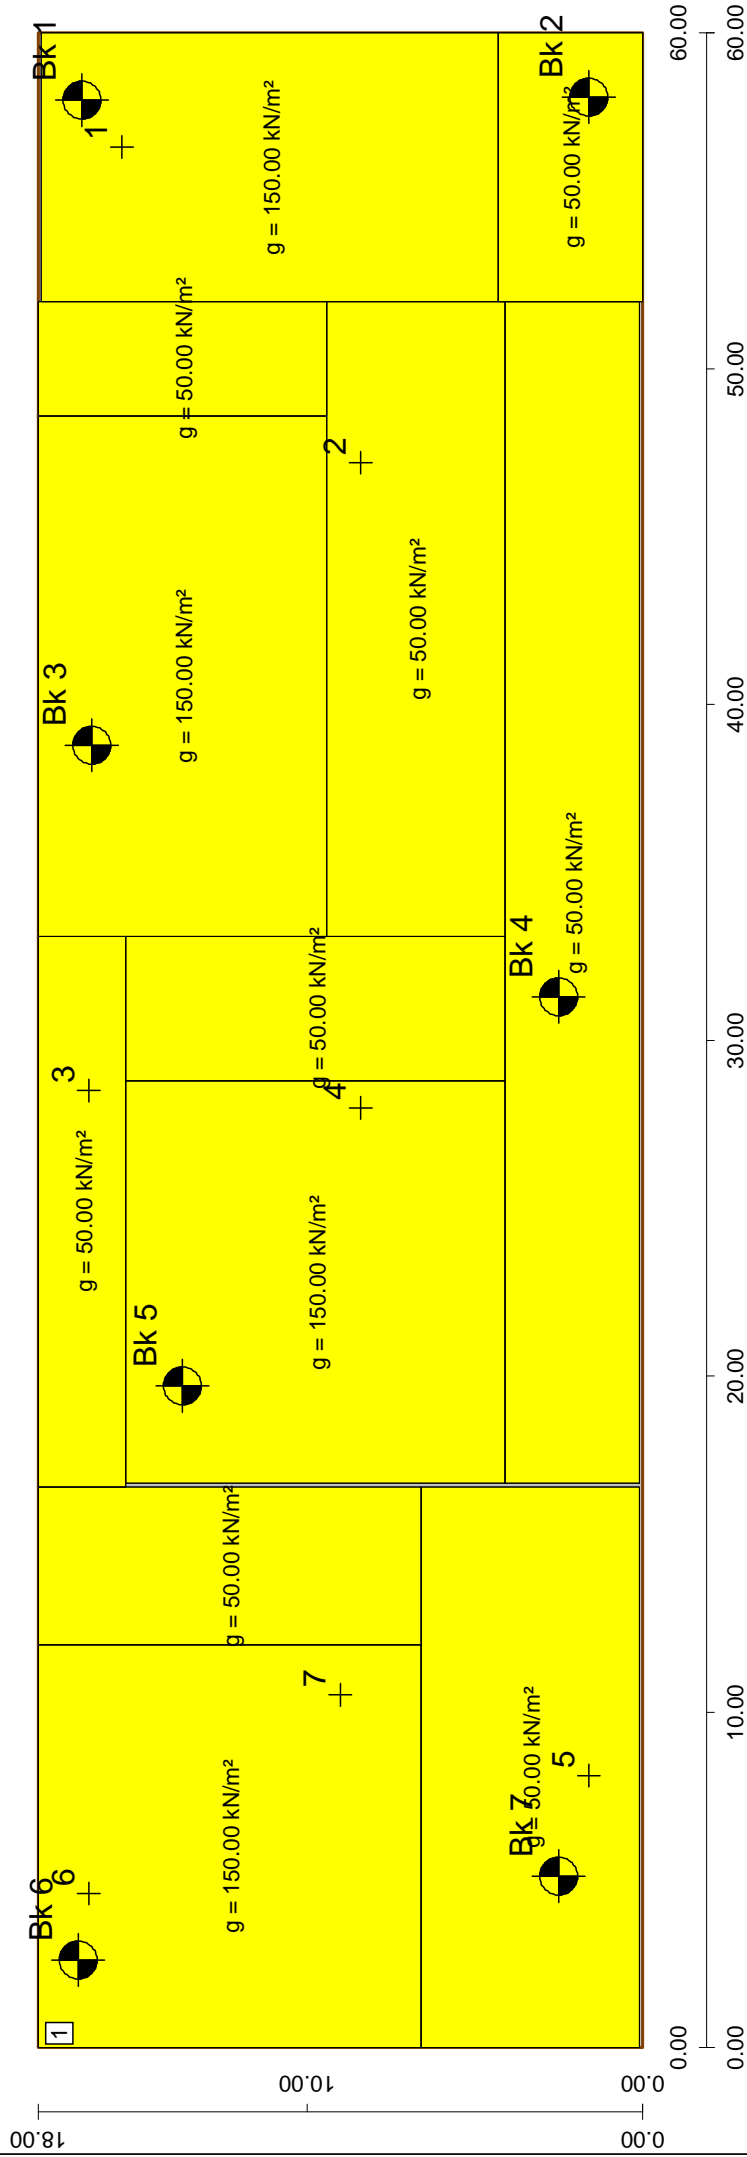 Bk 1
1
g = 150.00 kN/m²
Bk 2
g = 50.00 kN/m²
g = 50.00 kN/m²
2
Bk 3
g = 150.00 kN/m²
g = 50.00 kN/m²
Bk 4
g = 50.00 kN/m²
g = 50.00 kN/m²
3
g = 50.00 kN/m²
4
g = 150.00 kN/m²
Bk 5
g = 50.00 kN/m²
7
g = 150.00 kN/m²
5
g = 50.00 kN/m²
Bk 7
Bk 6
6
1
0.00
10.00
20.00
30.00
40.00
50.00
60.00
0.00
60.00
18.00
10.00
0.00